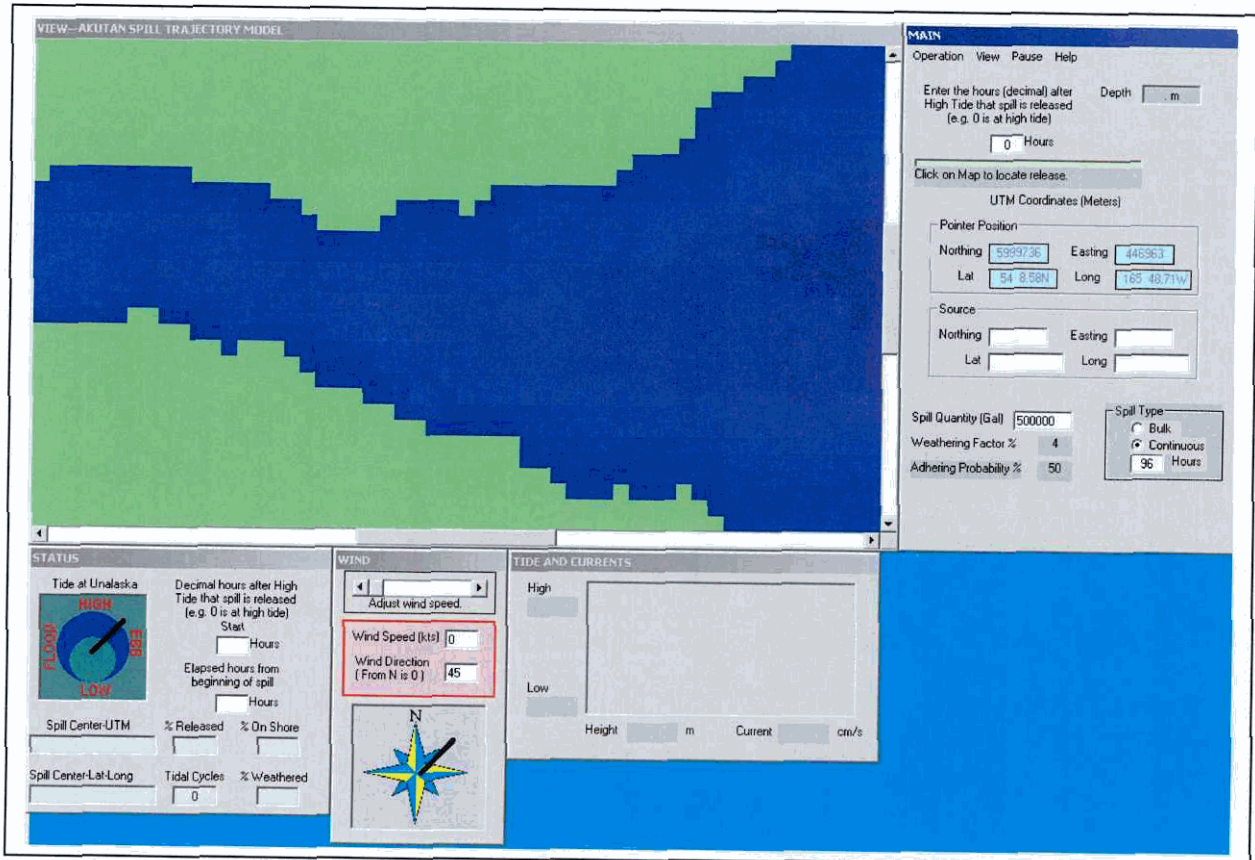 VIEW--AKUTAN SPILL TRAJECTORY MODEL
MAIN
Operation View Pause Help
Enter the hours (decimal) after
High Tide that spill is released
(e.g. 0 is at high tide)
0 Hours
Depth . m
Click on Map to locate release.
UTM Coordinates (Meters)
Pointer Position
Northing 5999736 Easting 446963
Lat 54 8.58N Long 165 48.71W
Source
Northing Easting
Lat Long
Spill Quantity (Gal) 500000
Weathering Factor % 4
Adhering Probability % 50
Spill Type
Bulk
Continuous
96 Hours
STATUS
Tide at Unalaska
HIGH
FLOOD
EBB
LOW
Decimal hours after High
Tide that spill is released
(e.g. 0 is at high tide)
Start
Hours
Elapsed hours from
beginning of spill
Hours
Spill Center-UTM % Released % On Shore
Spill Center-Lat-Long Tidal Cycles % Weathered
0
WIND
Adjust wind speed.
Wind Speed (kts) 0
Wind Direction
( From N is 0 ) 45
N
TIDE AND CURRENTS
High
Low
Height m Current cm/s